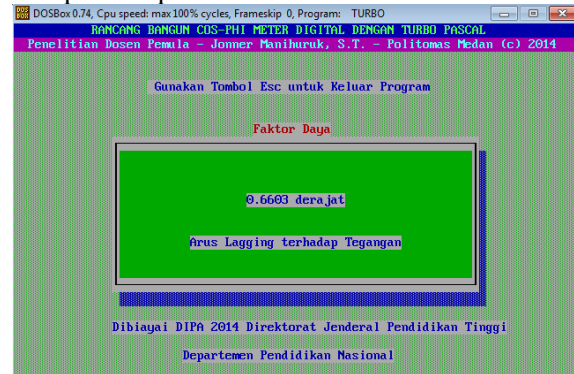 DOSBox 0.74, Cpu speed: max 100% cycles, Frameskip 0, Program: TURBO
RANCANG BANGUN COS-PHI METER DIGITAL DENGAN TURBO PASCAL
Penelitian Dosen Pemula - Jonner Manihuruk, S.T. - Politomas Medan (c) 2014
Gunakan Tombol Esc untuk Keluar Program
Faktor Daya
0.6603 derajat
Arus Lagging terhadap Tegangan
Dibiayai DIPA 2014 Direktorat Jenderal Pendidikan Tinggi
Departemen Pendidikan Nasional